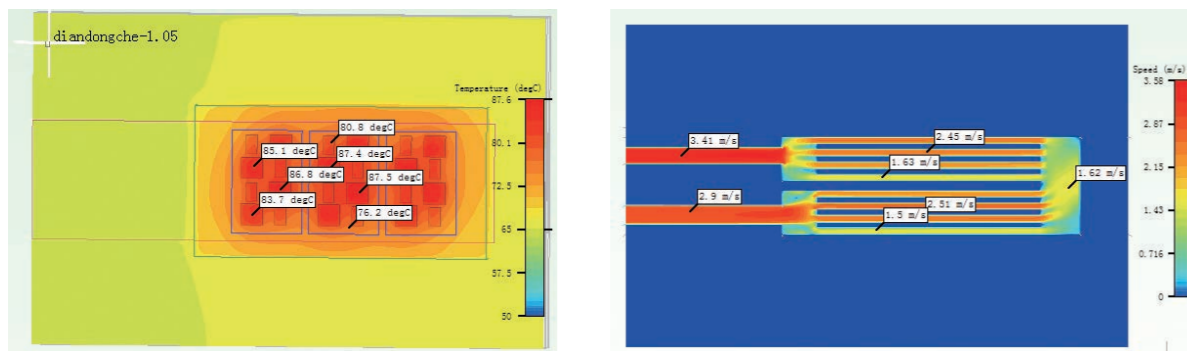 diandongche-1.05
Temperature (degC)
87.6
80.1
72.5
65
57.5
50
80.8 degC
85.1 degC
87.4 degC
86.8 degC
87.5 degC
83.7 degC
76.2 degC
Speed (m/s)
3.58
2.87
2.15
1.43
0.716
0
3.41 m/s
2.45 m/s
1.63 m/s
1.62 m/s
2.9 m/s
2.51 m/s
1.5 m/s